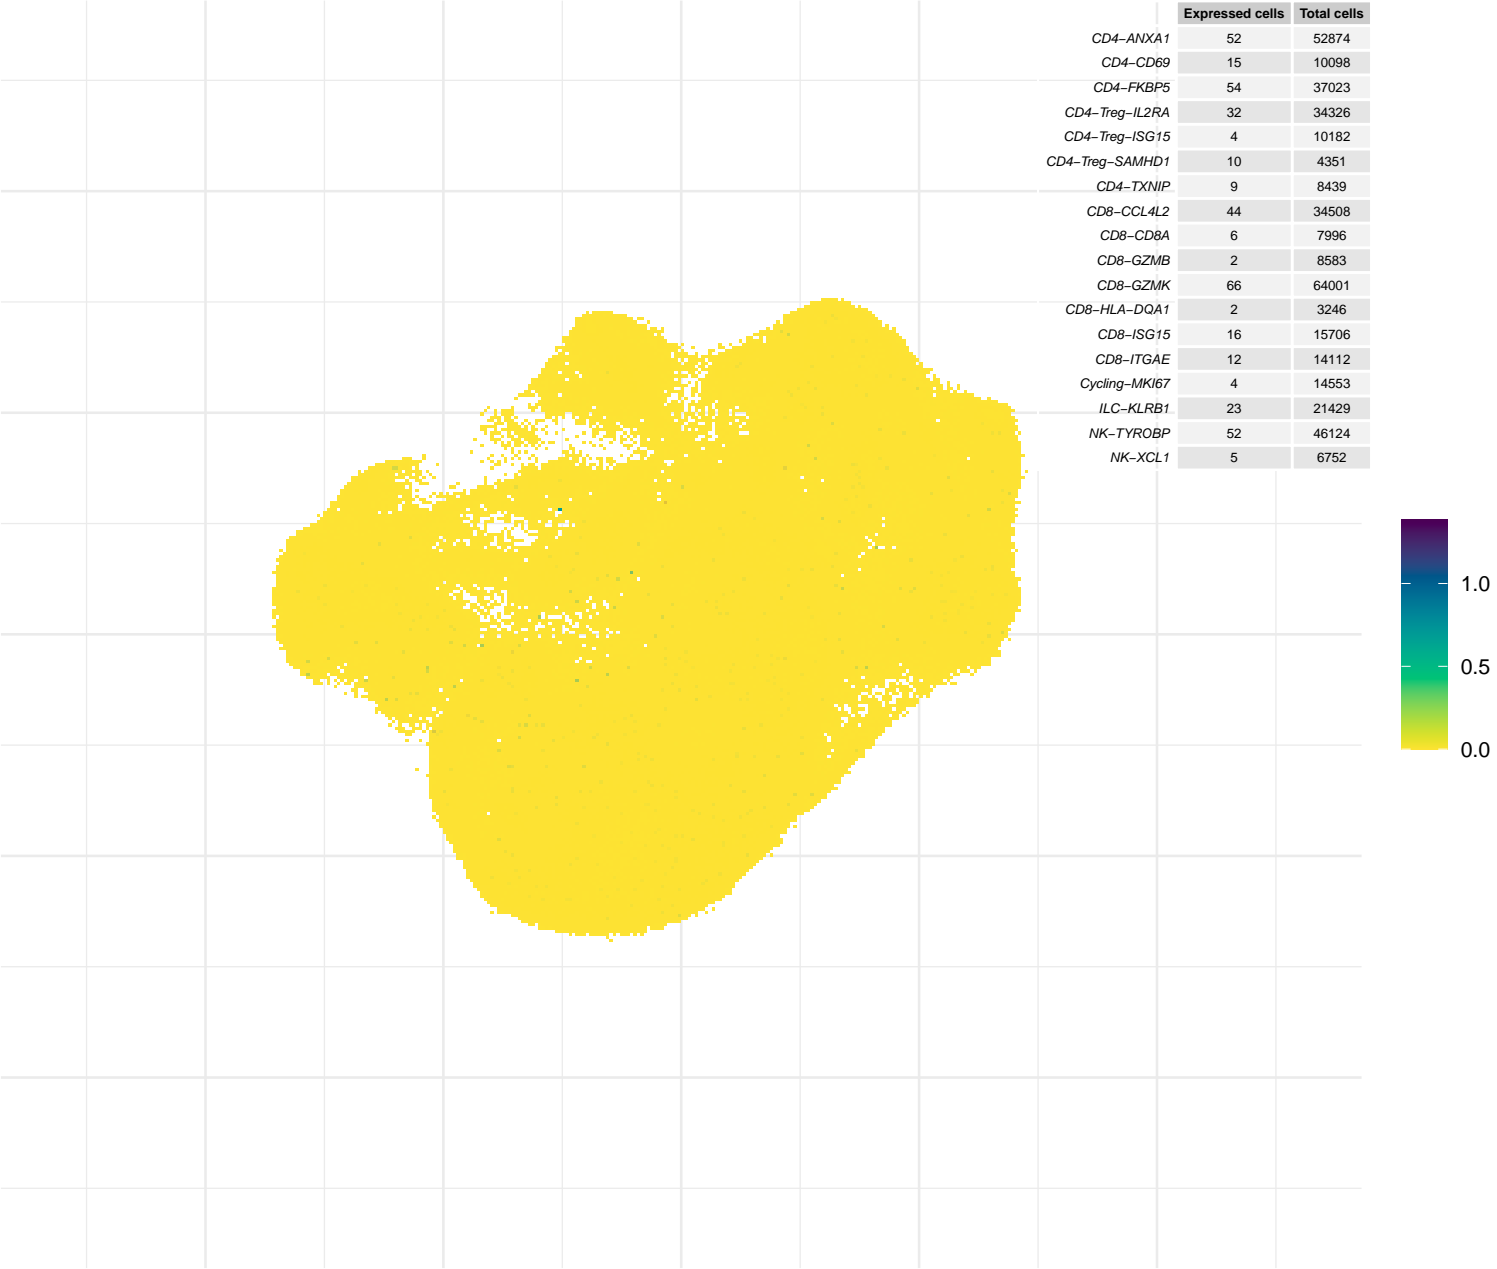 Expressed cells Total cells
CD4−ANXA1 52 52874
CD4−CD69 15 10098
CD4−FKBP5 54 37023
CD4−Treg−IL2RA 32 34326
CD4−Treg−ISG15 4 10182
CD4−Treg−SAMHD1 10 4351
CD4−TXNIP 9 8439
CD8−CCL4L2 44 34508
CD8−CD8A 6 7996
CD8−GZMB 2 8583
CD8−GZMK 66 64001
CD8−HLA−DQA1 2 3246
CD8−ISG15 16 15706
CD8−ITGAE 12 14112
Cycling−MKI67 4 14553
ILC−KLRB1 23 21429
NK−TYROBP 52 46124
NK−XCL1 5 6752
1.0
0.5
0.0